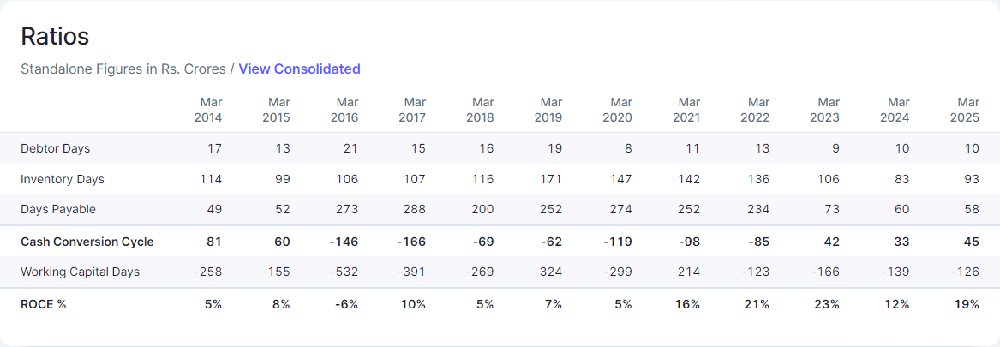 Ratios
Standalone Figures in Rs. Crores / View Consolidated
Mar Mar Mar Mar Mar Mar Mar Mar Mar Mar Mar Mar
2014 2015 2016 2017 2018 2019 2020 2021 2022 2023 2024 2025
Debtor Days 17 13 21 15 16 19 8 11 13 9 10 10
Inventory Days 114 99 106 107 116 171 147 142 136 106 83 93
Days Payable 49 52 273 288 200 252 274 252 234 73 60 58
Cash Conversion Cycle 81 60 -146 -166 -69 -62 -119 -98 -85 42 33 45
Working Capital Days -258 -155 -532 -391 -269 -324 -299 -214 -123 -166 -139 -126
ROCE % 5% 8% -6% 10% 5% 7% 5% 16% 21% 23% 12% 19%